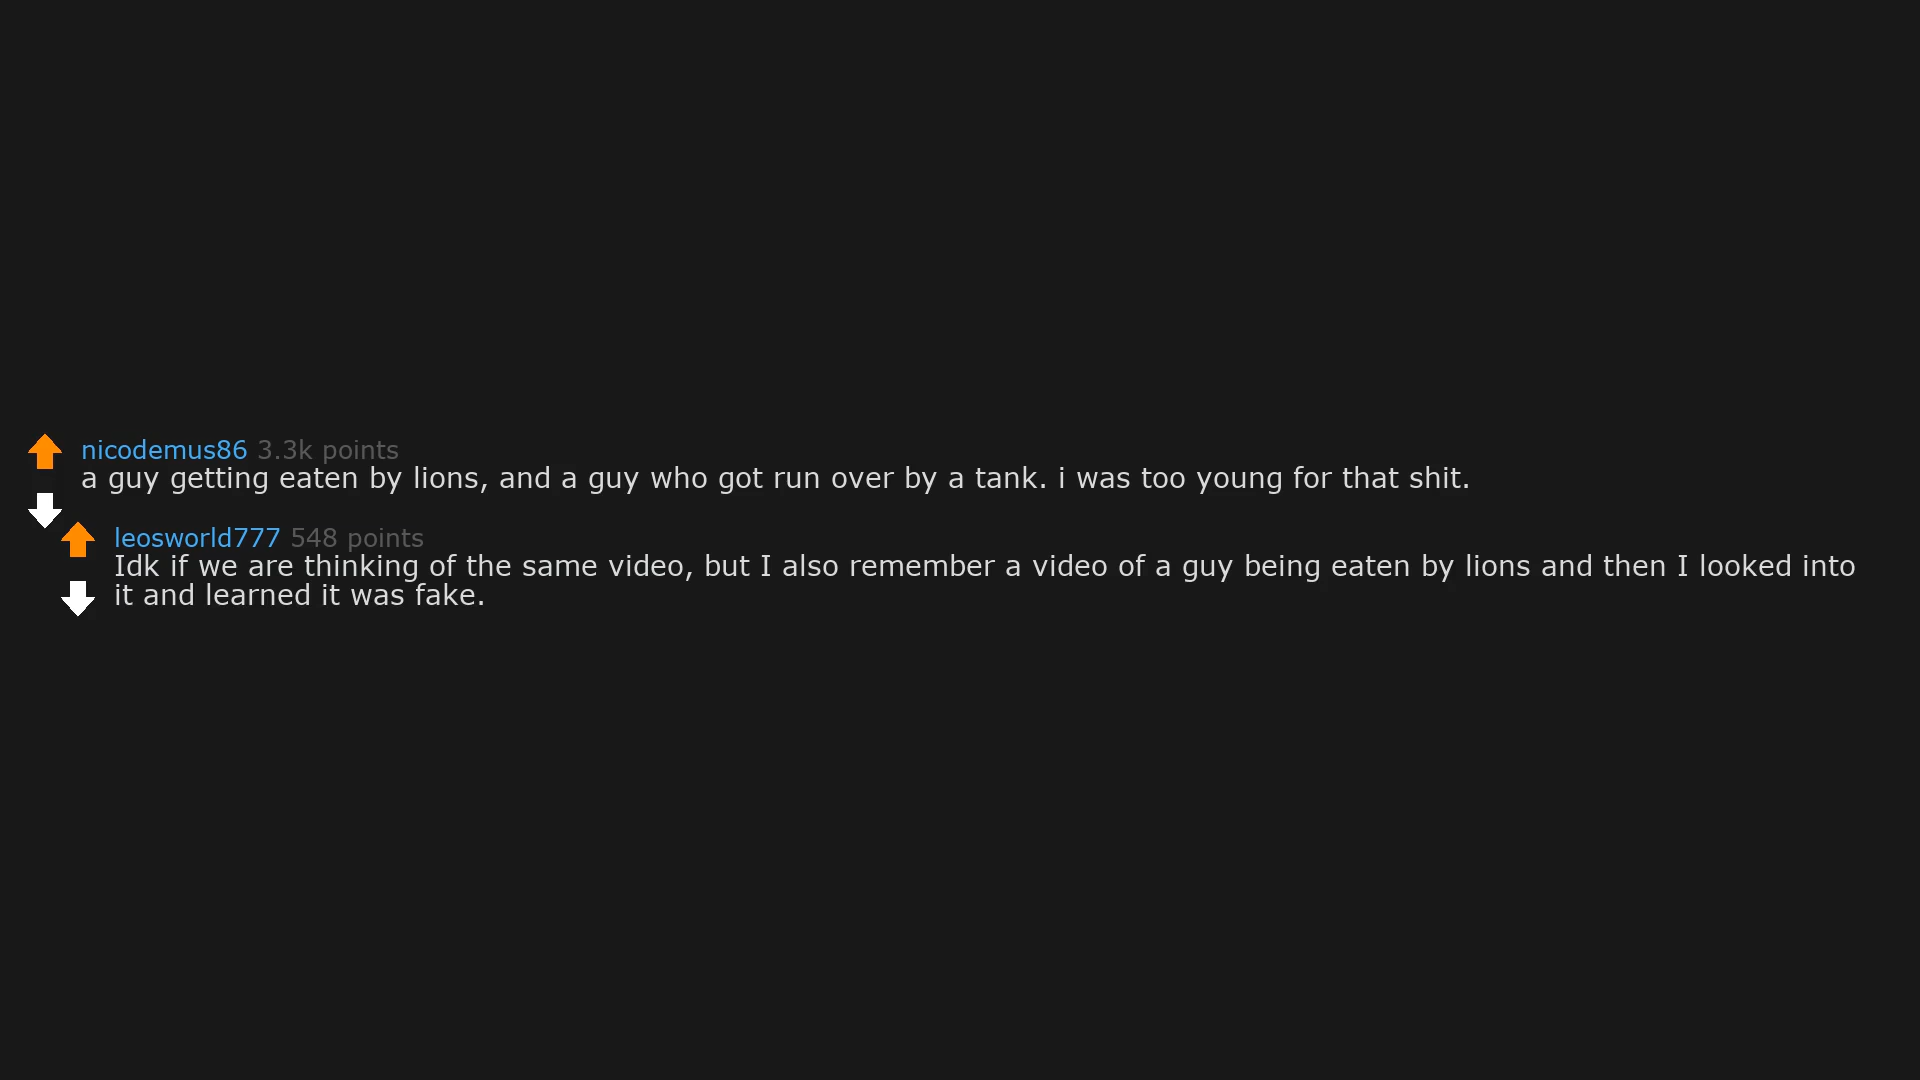 nicodemus86 3.3k points
a guy getting eaten by lions, and a guy who got run over by a tank. i was too young for that shit.
leosworld777 548 points
Idk if we are thinking of the same video, but I also remember a video of a guy being eaten by lions and then I looked into
it and learned it was fake.